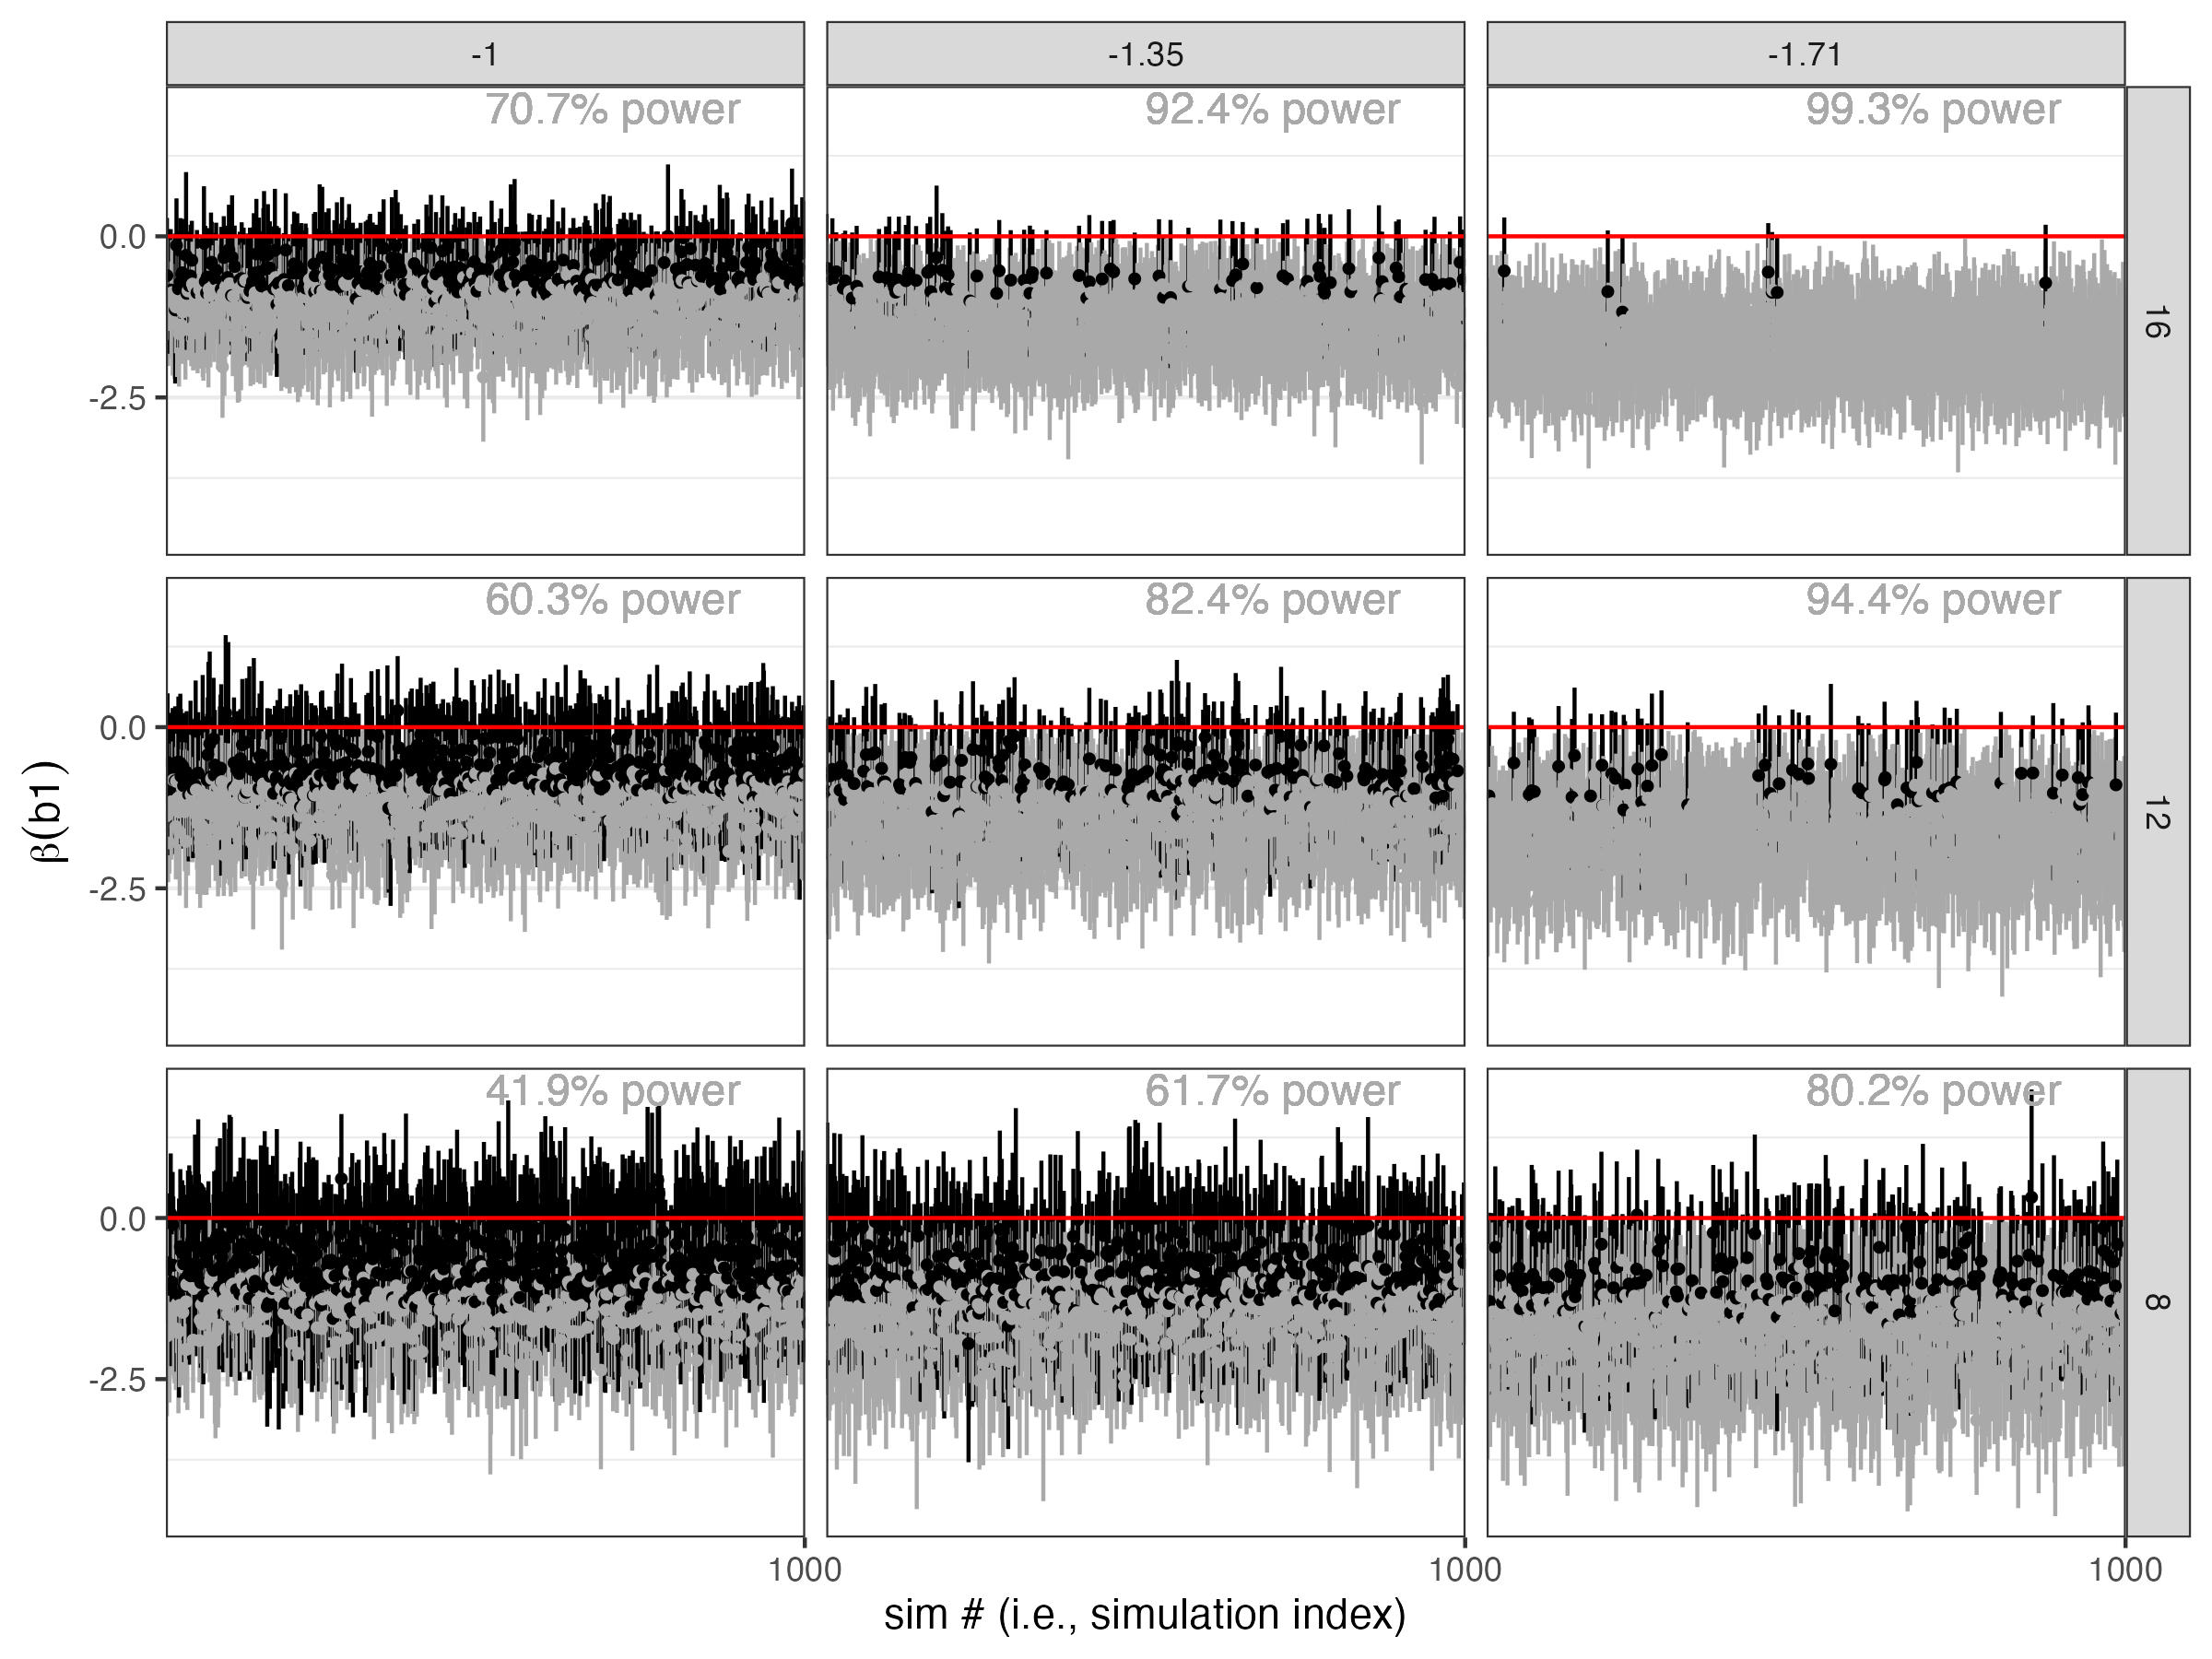 -1
-1.35
-1.71
70.7% power
92.4% power
99.3% power
0.0
-2.5
16
60.3% power
82.4% power
94.4% power
0.0
-2.5
12
β(b1)
41.9% power
61.7% power
80.2% power
0.0
-2.5
8
1000
1000
1000
sim # (i.e., simulation index)